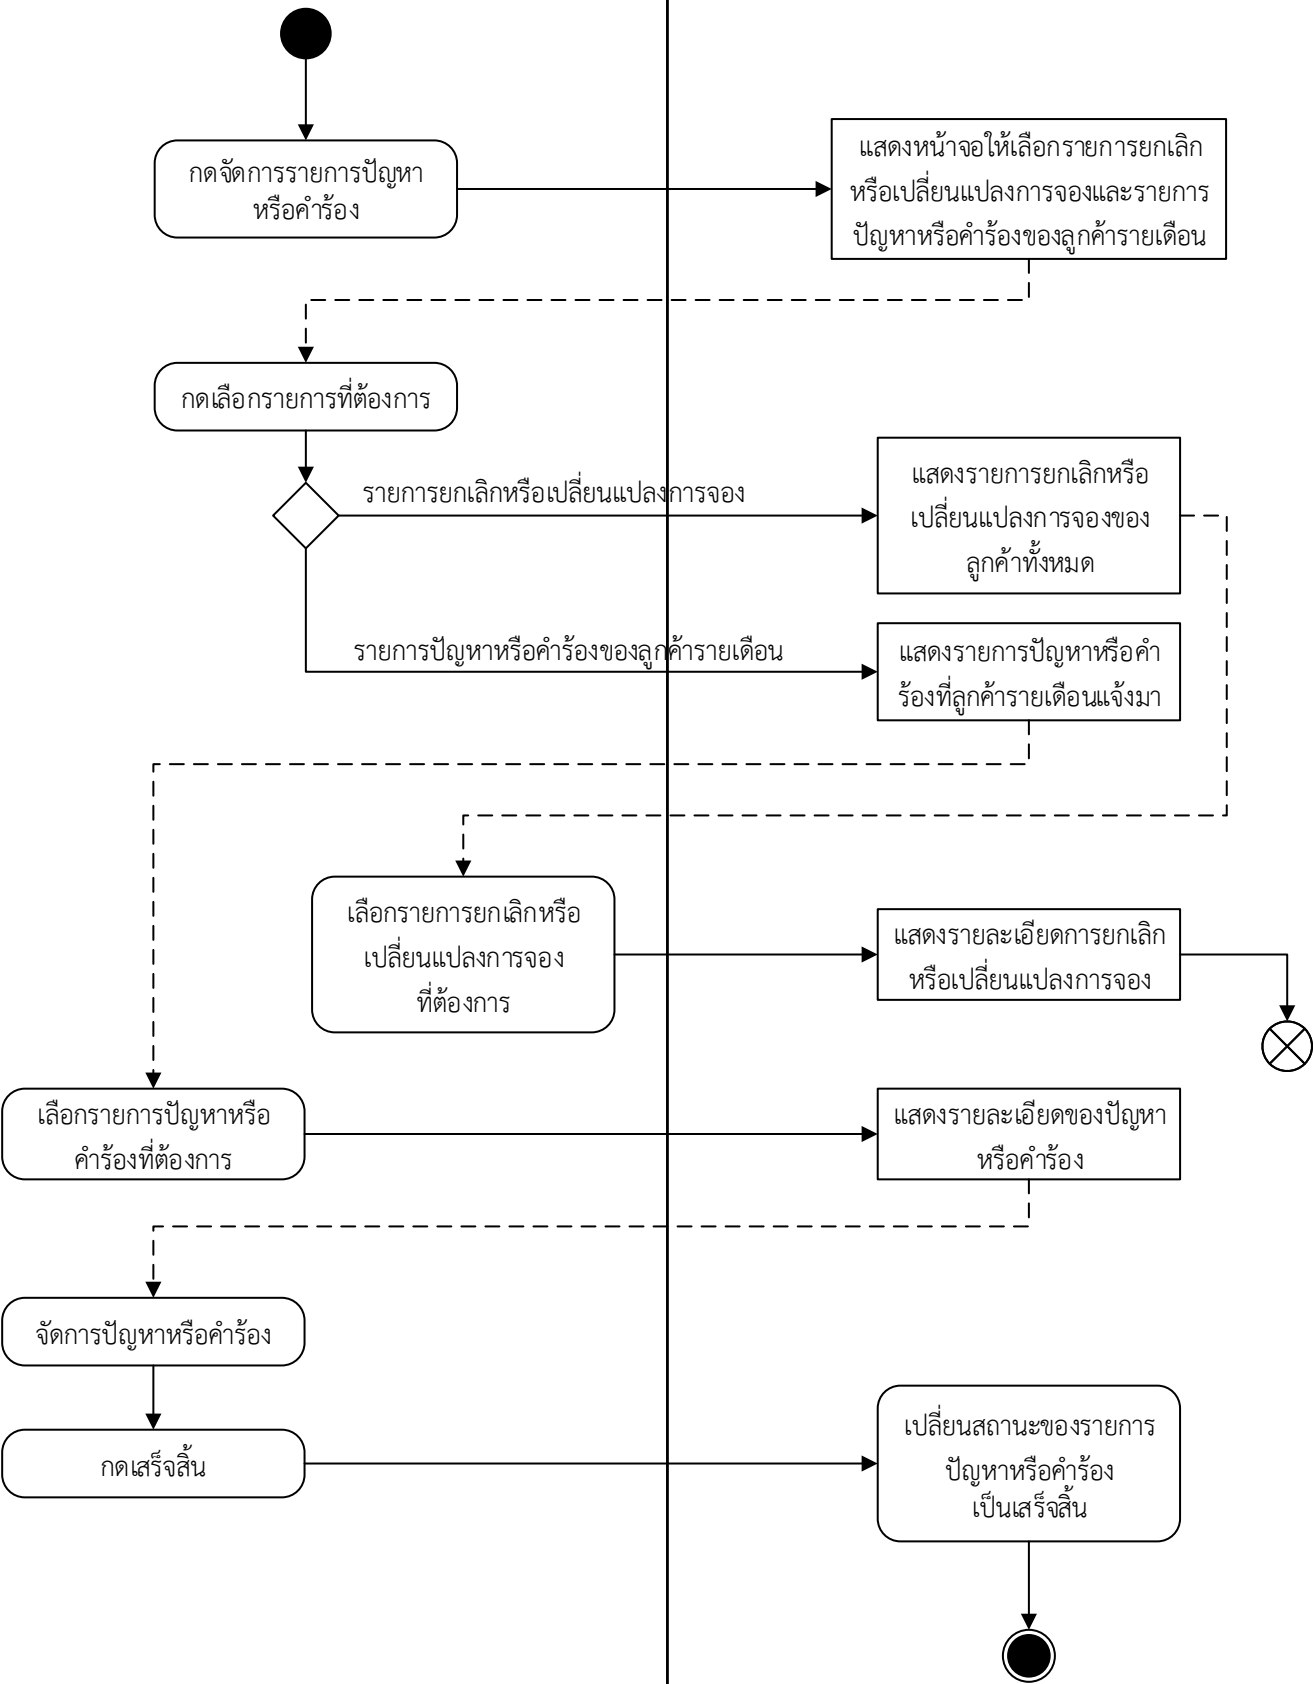 กดจัดการรายการปัญหา
หรือคำร้อง
แสดงหน้าจอให้เลือกรายการยกเลิก
หรือเปลี่ยนแปลงการจองและรายการ
ปัญหาหรือคำร้องของลูกค้ารายเดือน
กดเลือกรายการที่ต้องการ
รายการยกเลิกหรือเปลี่ยนแปลงการจอง
แสดงรายการยกเลิกหรือ
เปลี่ยนแปลงการจองของ
ลูกค้าทั้งหมด
รายการปัญหาหรือคำร้องของลูกค้ารายเดือน
แสดงรายการปัญหาหรือคำ
ร้องที่ลูกค้ารายเดือนแจ้งมา
เลือกรายการยกเลิกหรือ
เปลี่ยนแปลงการจอง
ที่ต้องการ
แสดงรายละเอียดการยกเลิก
หรือเปลี่ยนแปลงการจอง
เลือกรายการปัญหาหรือ
คำร้องที่ต้องการ
แสดงรายละเอียดของปัญหา
หรือคำร้อง
จัดการปัญหาหรือคำร้อง
กดเสร็จสิ้น
เปลี่ยนสถานะของรายการ
ปัญหาหรือคำร้อง
เป็นเสร็จสิ้น